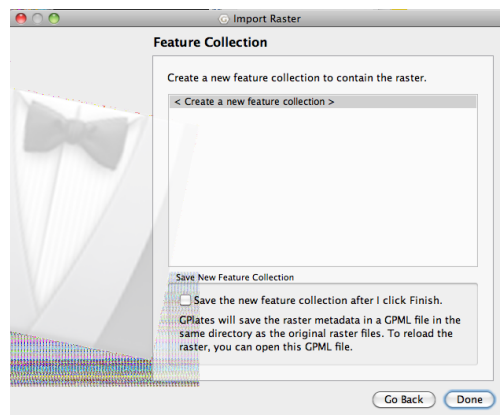 Import Raster
Feature Collection
Create a new feature collection to contain the raster.
< Create a new feature collection >
Save New Feature Collection
Save the new feature collection after I click Finish.
GPlates will save the raster metadata in a GPML file in the
same directory as the original raster files. To reload the
raster, you can open this GPML file.
Go Back
Done